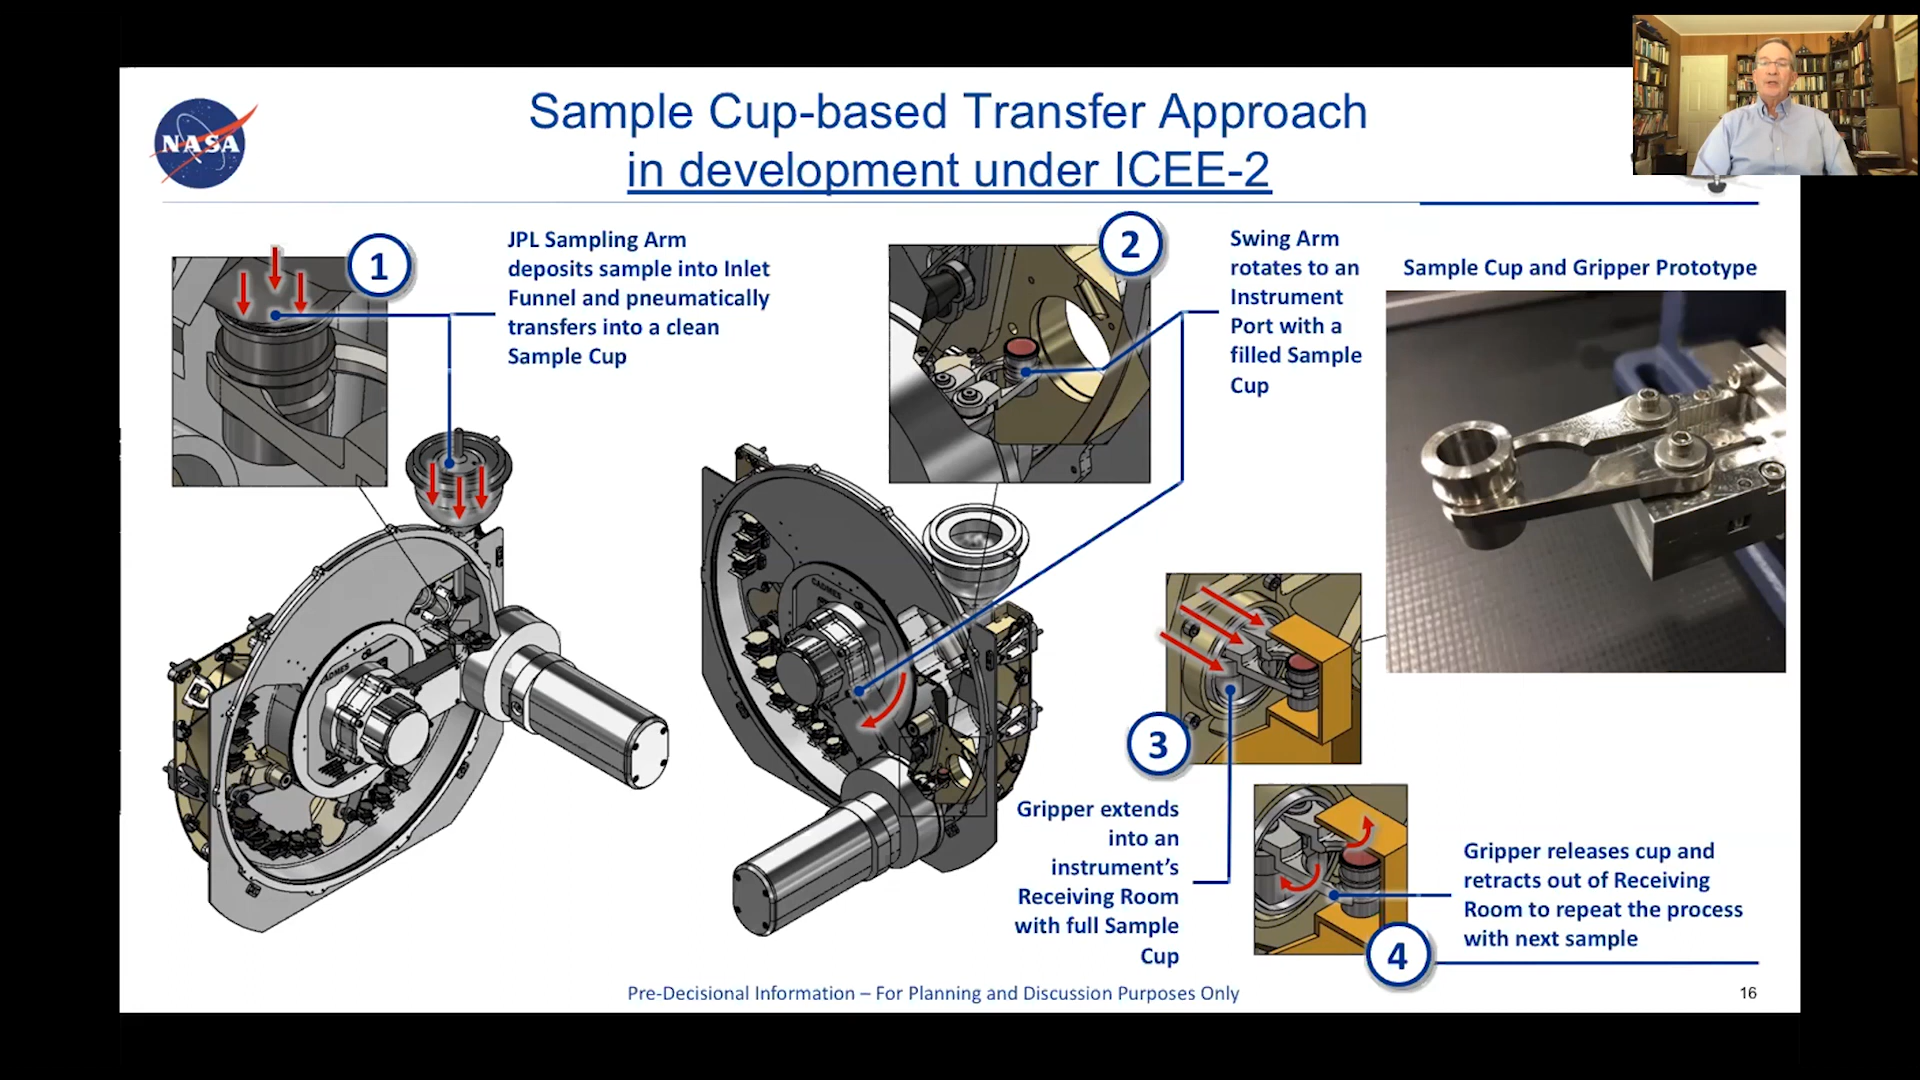 NASA
Sample Cup-based Transfer Approach
in development under ICEE-2
1
JPL Sampling Arm
deposits sample into Inlet
Funnel and pneumatically
transfers into a clean
Sample Cup
2
Swing Arm
rotates to an
Instrument
Port with a
filled Sample
Cup
Sample Cup and Gripper Prototype
3
Gripper extends
into an
instrument's
Receiving Room
with full Sample
Cup
4
Gripper releases cup and
retracts out of Receiving
Room to repeat the process
with next sample
Pre-Decisional Information – For Planning and Discussion Purposes Only
16